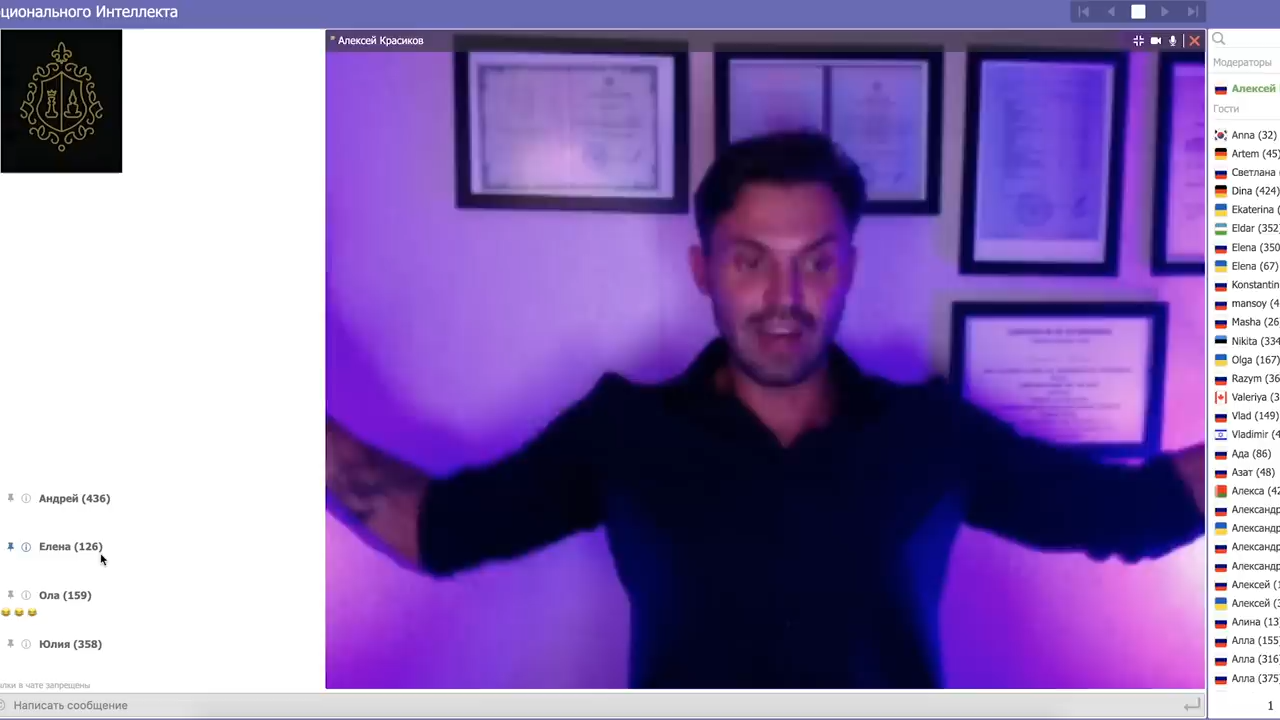 ционального Интеллекта
Алексей Красиков
Андрей (436)
Елена (126)
Ола (159)
Юлия (358)
лки в чате запрещены
Написать сообщение
Модераторы
Алексей
Гости
Anna (32)
Artem (45)
Светлана (
Dina (424)
Ekaterina (
Eldar (352)
Elena (350
Elena (67)
Konstantin
mansoy (4
Masha (26
Nikita (334
Olga (167)
Razym (36
Valeriya (3
Vlad (149)
Vladimir (4
Ада (86)
Азат (48)
Алекса (42
Александр
Александр
Александр
Александр
Алексей (1
Алексей (3
Алина (13
Алла (155
Алла (316
Алла (375
1